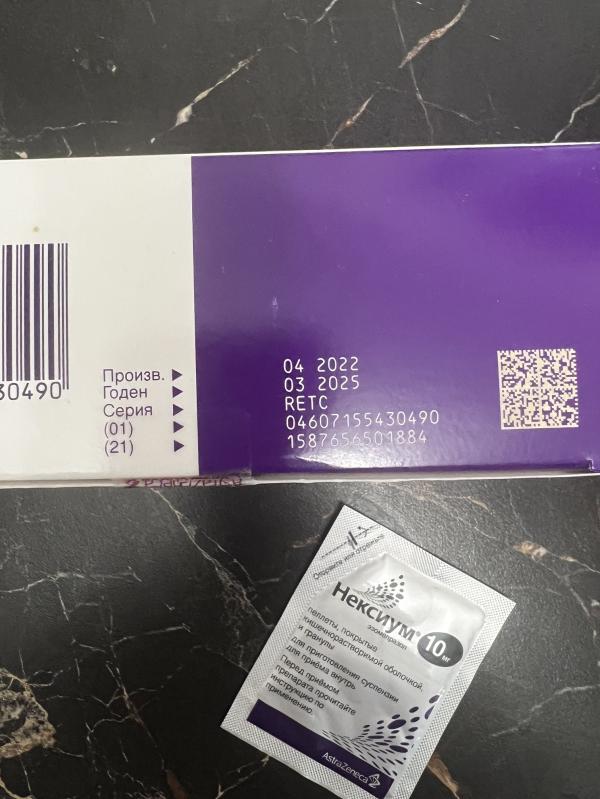 30490
Произв.
Годен
Серия
(01)
(21)
04 2022
03 2025
RETC
04607155430490
1587656501884
Оторвите или отрежьте
Нексиум®
эзомепразол
10 мг
пеллеты, покрытые
кишечнорастворимой оболочкой,
и гранулы
для приготовления суспензии
для приёма внутрь
Перед приёмом
препарата прочитайте
инструкцию по
применению.
AstraZeneca